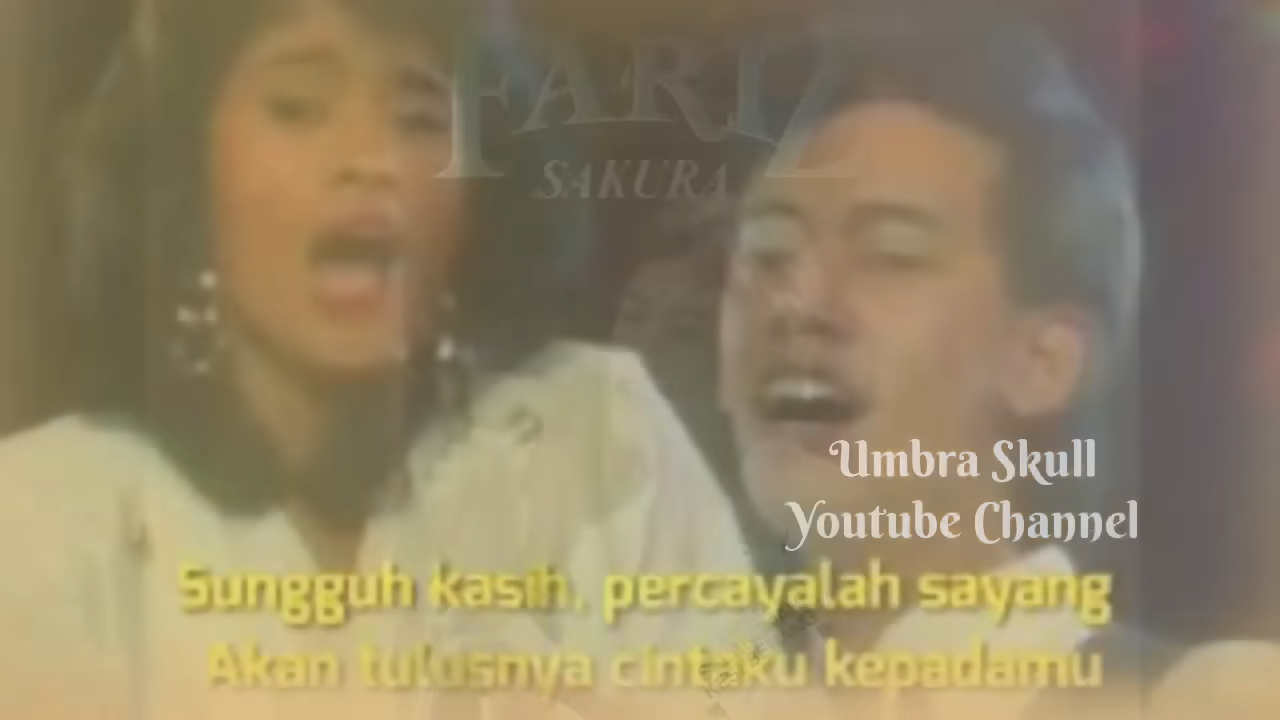 FARIZ
SAKURA
Umbra Skull
Youtube Channel
Sungguh kasih, percayalah sayang
Akan tulusnya cintaku kepadamu